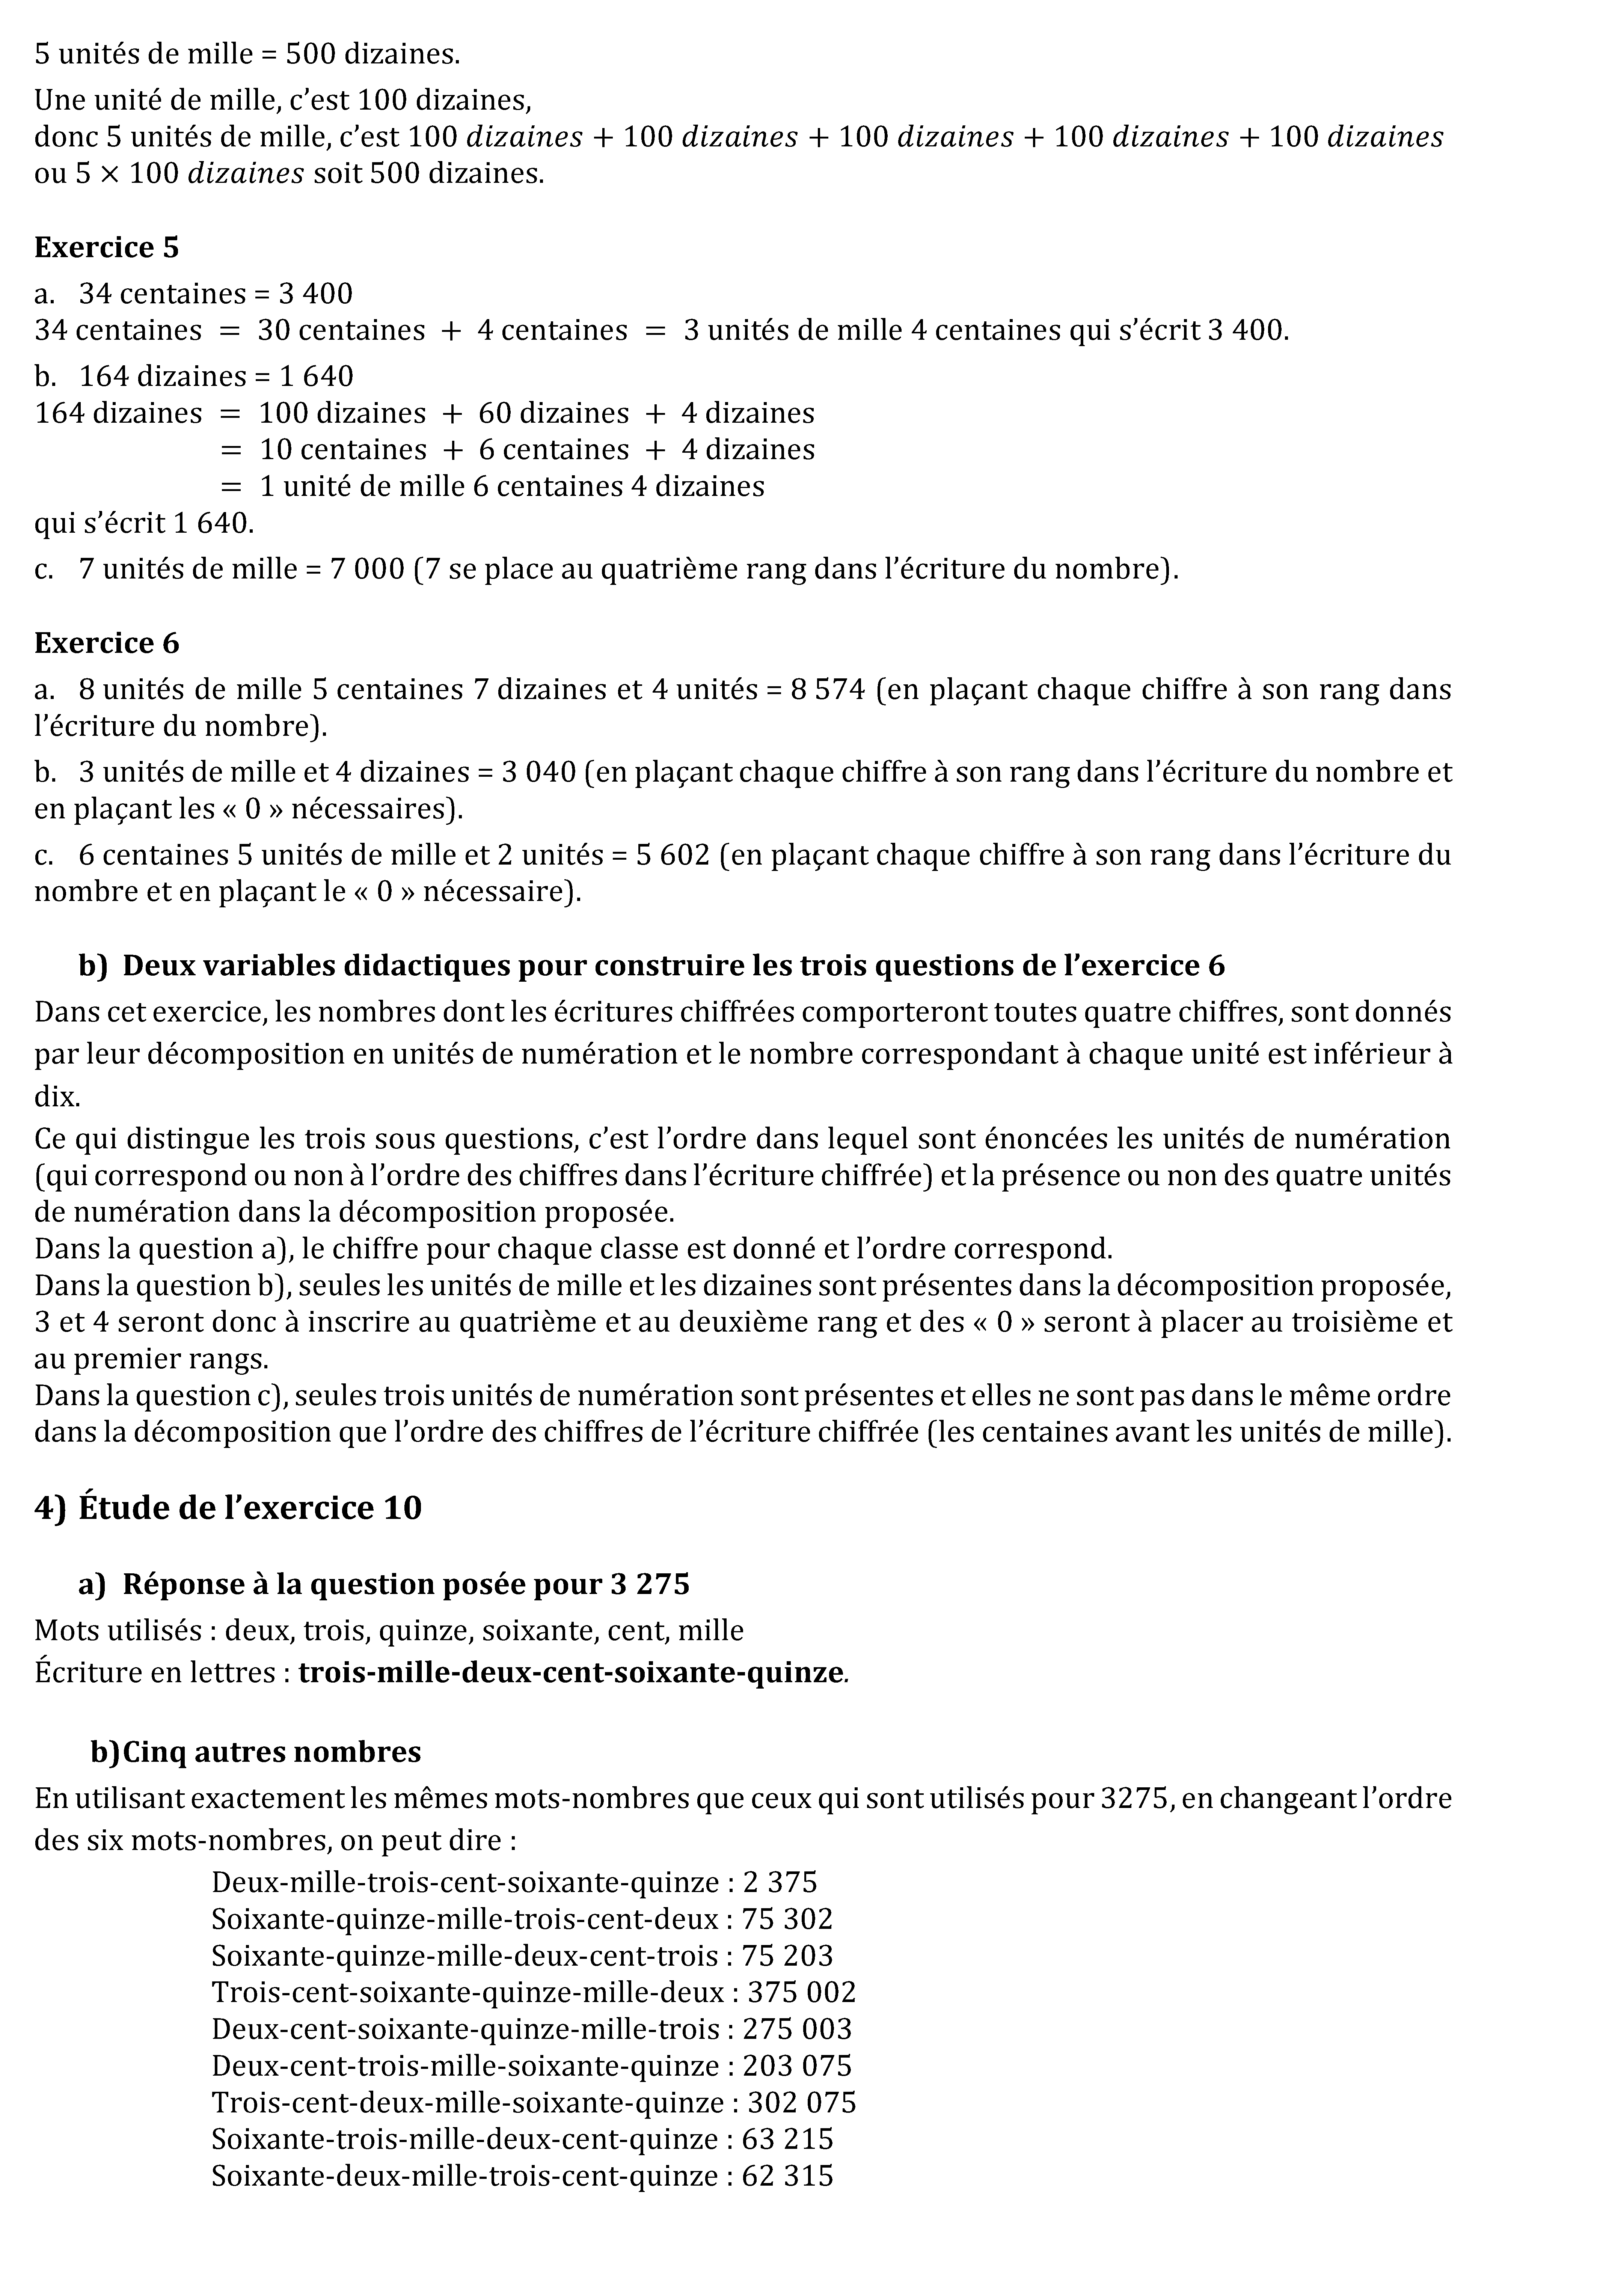 5 unités de mille = 500 dizaines.
Une unité de mille, c’est 100 dizaines,
donc 5 unités de mille, c’est 100 dizaines + 100 dizaines + 100 dizaines + 100 dizaines + 100 dizaines
ou 5 × 100 dizaines soit 500 dizaines.
Exercice 5
a. 34 centaines = 3 400
34 centaines = 30 centaines + 4 centaines = 3 unités de mille 4 centaines qui s’écrit 3 400.
b. 164 dizaines = 1 640
164 dizaines = 100 dizaines + 60 dizaines + 4 dizaines
= 10 centaines + 6 centaines + 4 dizaines
= 1 unité de mille 6 centaines 4 dizaines
qui s’écrit 1 640.
c. 7 unités de mille = 7 000 (7 se place au quatrième rang dans l’écriture du nombre).
Exercice 6
a. 8 unités de mille 5 centaines 7 dizaines et 4 unités = 8 574 (en plaçant chaque chiffre à son rang dans
l’écriture du nombre).
b. 3 unités de mille et 4 dizaines = 3 040 (en plaçant chaque chiffre à son rang dans l’écriture du nombre et
en plaçant les « 0 » nécessaires).
c. 6 centaines 5 unités de mille et 2 unités = 5 602 (en plaçant chaque chiffre à son rang dans l’écriture du
nombre et en plaçant le « 0 » nécessaire).
b) Deux variables didactiques pour construire les trois questions de l’exercice 6
Dans cet exercice, les nombres dont les écritures chiffrées comporteront toutes quatre chiffres, sont donnés
par leur décomposition en unités de numération et le nombre correspondant à chaque unité est inférieur à
dix.
Ce qui distingue les trois sous questions, c’est l’ordre dans lequel sont énoncées les unités de numération
(qui correspond ou non à l’ordre des chiffres dans l’écriture chiffrée) et la présence ou non des quatre unités
de numération dans la décomposition proposée.
Dans la question a), le chiffre pour chaque classe est donné et l’ordre correspond.
Dans la question b), seules les unités de mille et les dizaines sont présentes dans la décomposition proposée,
3 et 4 seront donc à inscrire au quatrième et au deuxième rang et des « 0 » seront à placer au troisième et
au premier rangs.
Dans la question c), seules trois unités de numération sont présentes et elles ne sont pas dans le même ordre
dans la décomposition que l’ordre des chiffres de l’écriture chiffrée (les centaines avant les unités de mille).
4) Étude de l’exercice 10
a) Réponse à la question posée pour 3 275
Mots utilisés : deux, trois, quinze, soixante, cent, mille
Écriture en lettres : trois-mille-deux-cent-soixante-quinze.
b)Cinq autres nombres
En utilisant exactement les mêmes mots-nombres que ceux qui sont utilisés pour 3275, en changeant l’ordre
des six mots-nombres, on peut dire :
Deux-mille-trois-cent-soixante-quinze : 2 375
Soixante-quinze-mille-trois-cent-deux : 75 302
Soixante-quinze-mille-deux-cent-trois : 75 203
Trois-cent-soixante-quinze-mille-deux : 375 002
Deux-cent-soixante-quinze-mille-trois : 275 003
Deux-cent-trois-mille-soixante-quinze : 203 075
Trois-cent-deux-mille-soixante-quinze : 302 075
Soixante-trois-mille-deux-cent-quinze : 63 215
Soixante-deux-mille-trois-cent-quinze : 62 315